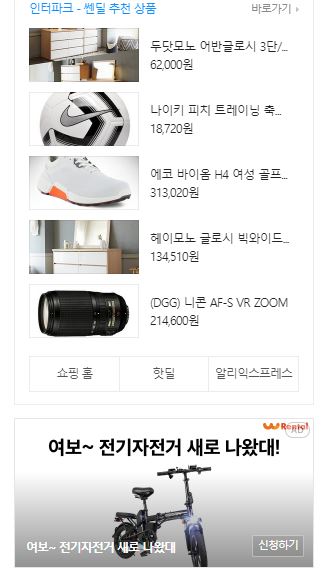 인터파크 - 쎈딜 추천 상품
바로가기 ›
두닷모노 어반글로시 3단/...
62,000원
나이키 피치 트레이닝 축...
18,720원
에코 바이옴 H4 여성 골프...
313,020원
헤이모노 글로시 빅와이드...
134,510원
(DGG) 니콘 AF-S VR ZOOM
214,600원
쇼핑 홈
핫딜
알리익스프레스
Rental
AD
여보~ 전기자전거 새로 나왔대!
여보~ 전기자전거 새로 나왔대
신청하기